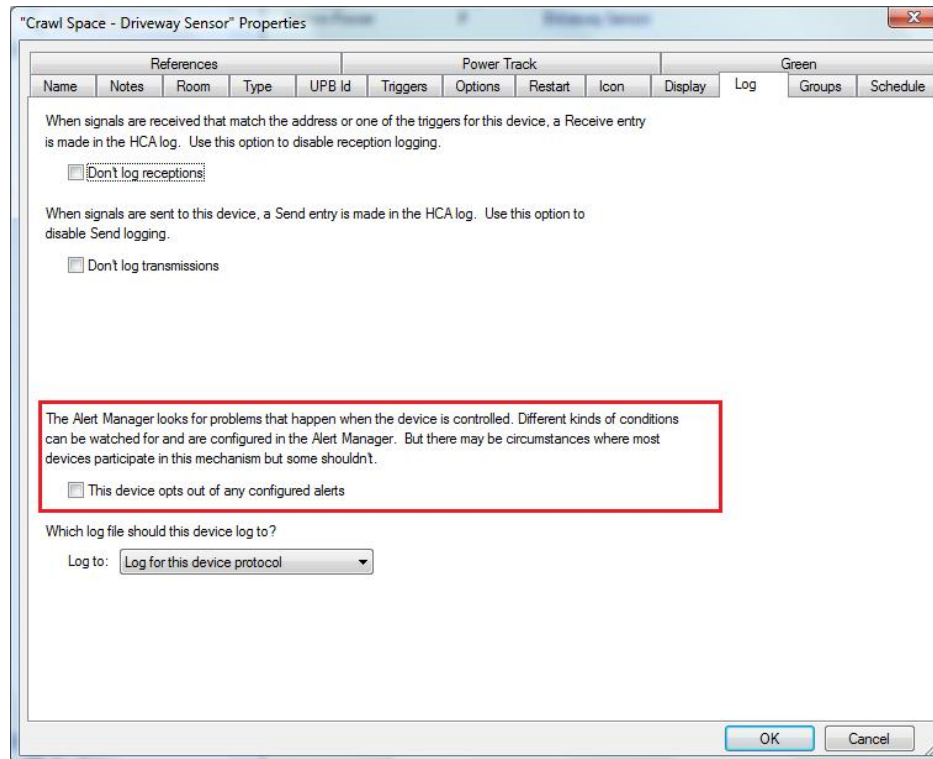 "Crawl Space - Driveway Sensor" Properties
References Power Track Green
Name Notes Room Type UPB Id Triggers Options Restart Icon Display Log Groups Schedule
When signals are received that match the address or one of the triggers for this device, a Receive entry
is made in the HCA log. Use this option to disable reception logging.
Don't log receptions
When signals are sent to this device, a Send entry is made in the HCA log. Use this option to
disable Send logging.
Don't log transmissions
The Alert Manager looks for problems that happen when the device is controlled. Different kinds of conditions
can be watched for and are configured in the Alert Manager. But there may be circumstances where most
devices participate in this mechanism but some shouldn't.
This device opts out of any configured alerts
Which log file should this device log to?
Log to: Log for this device protocol
OK Cancel